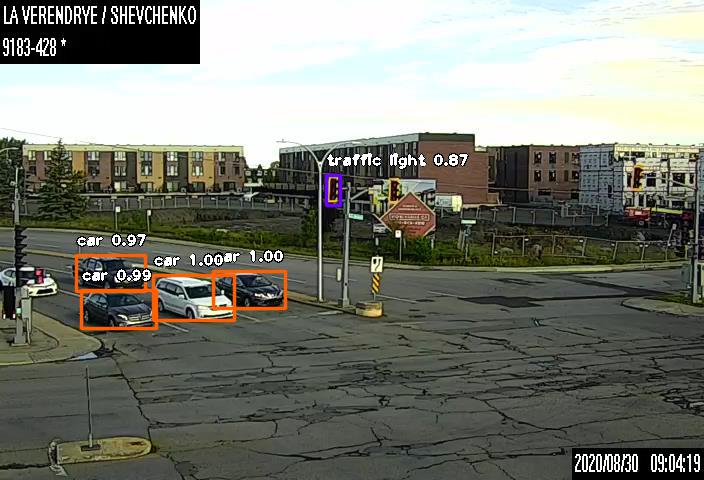 LA VERENDRYE / SHEVCHENKO
9183-428 *
traffic light 0.87
car 0.97
car 1.00
ar 1.00
car 0.99
2020/08/30 09:04:19